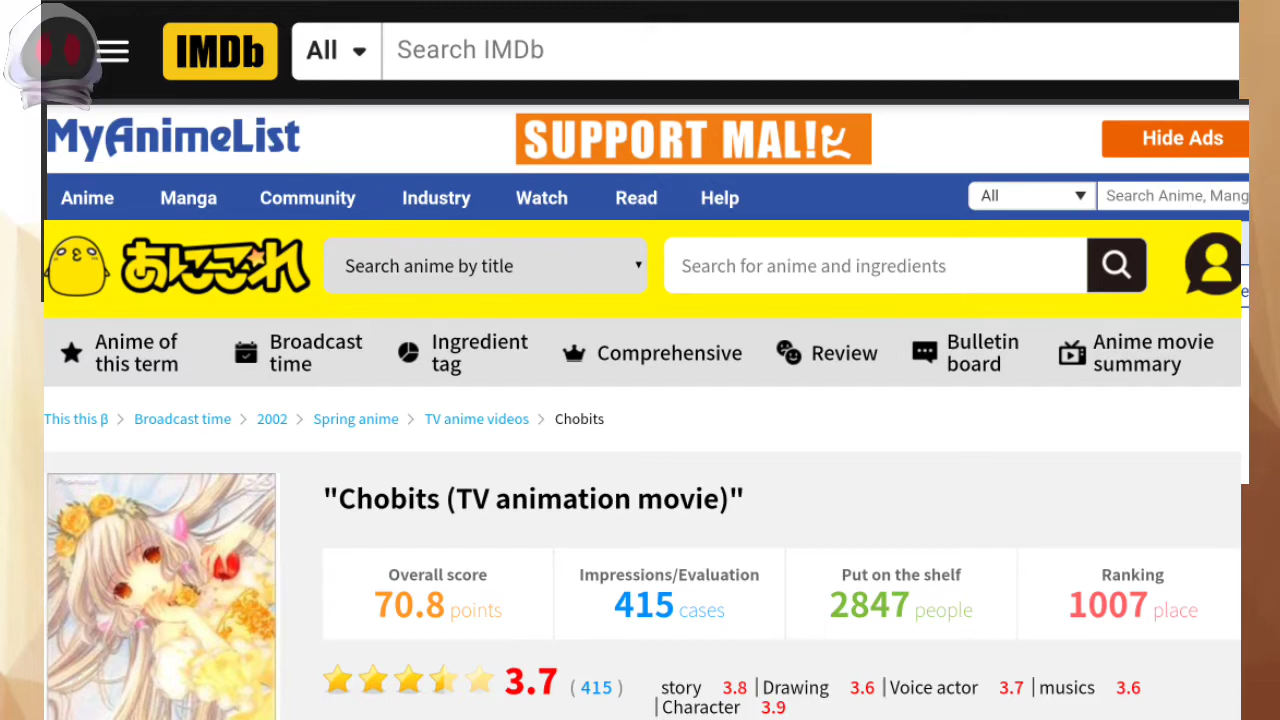 IMDb All Search IMDb
MyAnimeList SUPPORT MAL! Hide Ads
Anime Manga Community Industry Watch Read Help All Search Anime, Mang
あにこれ Search anime by title Search for anime and ingredients
e
Anime of this term Broadcast time Ingredient tag Comprehensive Review Bulletin board Anime movie summary
This this β > Broadcast time > 2002 > Spring anime > TV anime videos > Chobits
"Chobits (TV animation movie)"
Overall score Impressions/Evaluation Put on the shelf Ranking
70.8 points 415 cases 2847 people 1007 place
3.7 ( 415 ) story 3.8 | Drawing 3.6 | Voice actor 3.7 | musics 3.6
| Character 3.9